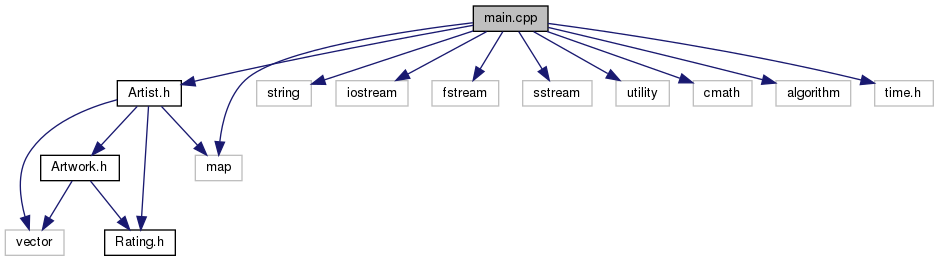 main.cpp
Artist.h
string
iostream
fstream
sstream
utility
cmath
algorithm
time.h
Artwork.h
map
vector
Rating.h